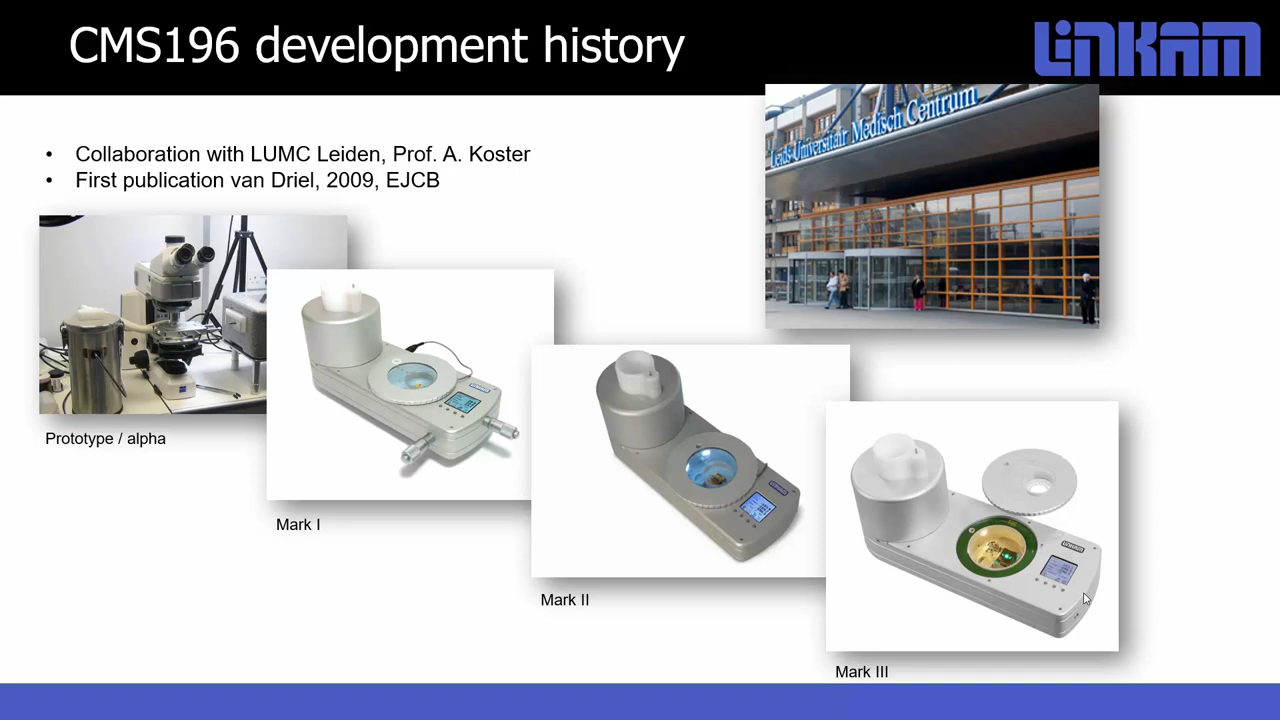 CMS196 development history
LINKAM
Leids Universitair Medisch Centrum
• Collaboration with LUMC Leiden, Prof. A. Koster
• First publication van Driel, 2009, EJCB
Prototype / alpha
Mark I
Mark II
Mark III